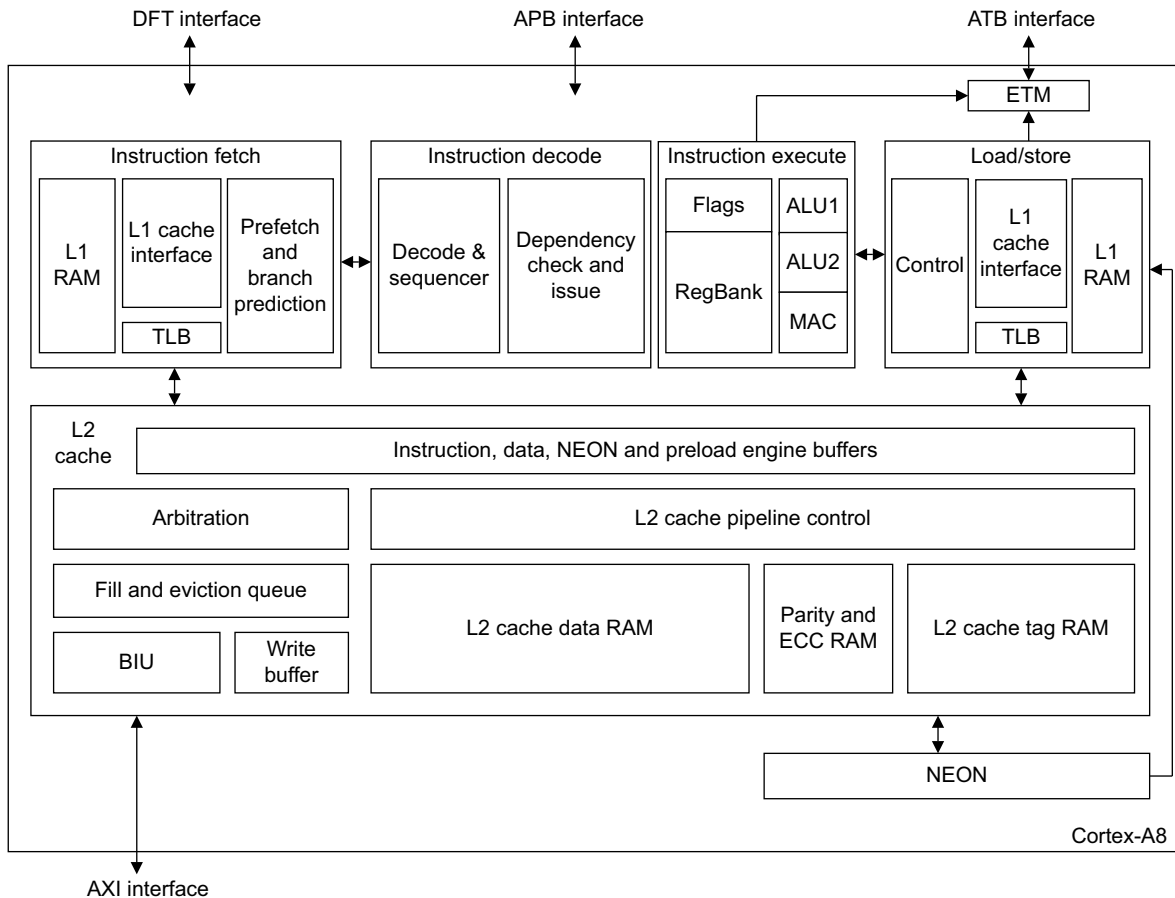 DFT interface
APB interface
ATB interface
ETM
Instruction fetch
L1
RAM
L1 cache
interface
TLB
Prefetch
and
branch
prediction
Instruction decode
Decode &
sequencer
Dependency
check and
issue
Instruction execute
Flags
RegBank
ALU1
ALU2
MAC
Load/store
Control
L1
cache
interface
TLB
L1
RAM
L2
cache
Instruction, data, NEON and preload engine buffers
Arbitration
L2 cache pipeline control
Fill and eviction queue
BIU
Write
buffer
L2 cache data RAM
Parity and
ECC RAM
L2 cache tag RAM
NEON
Cortex-A8
AXI interface